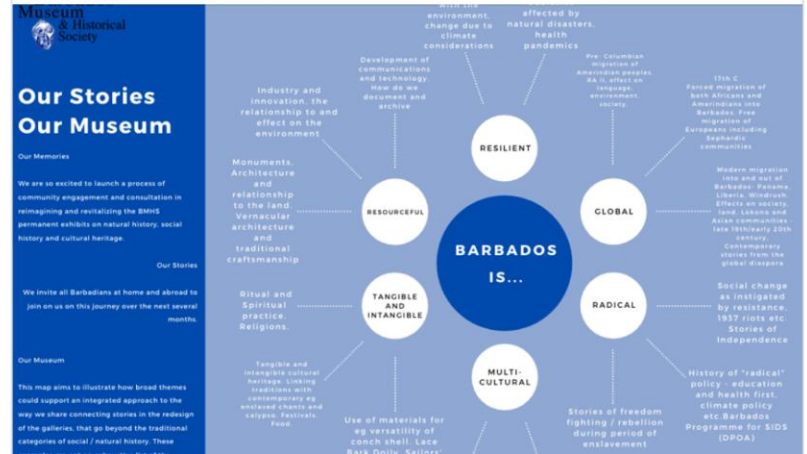 Museum
& Historical
Society
Our Stories
Our Museum
Our Memories
We are so excited to launch a process of
community engagement and consultation in
reimagining and revitalizing the BMHS
permanent exhibits on natural history, social
history and cultural heritage.
Our Stories
We invite all Barbadians at home and abroad to
join on us on this journey over the next several
months.
Our Museum
This map aims to illustrate how broad themes
could support an integrated approach to the
way we share connecting stories in the redesign
of the galleries, that go beyond the traditional
categories of social / natural history. These
BARBADOS
IS...
RESILIENT
with the
environment,
change due to
climate
considerations
affected by
natural disasters,
health
pandemics
GLOBAL
Pre- Columbian
Migration of
Amerindian peoples
effect on
language,
environment,
society.
17th C
Forced migration of
both Africans and
Amerindians into
Barbados. Free
migration of
Europeans including
Sephardic
communities
Modern migration
into and out of
Barbados- Panama,
Liberia, Windrush.
Effects on society,
land. Lokono and
Asian communities -
late 19th/early 20th
century.
Contemporary
stories from the
global diaspora
RADICAL
Social change
as instigated
by resistance,
1937 riots etc.
Stories of
Independence
History of "radical"
policy - education
and health first,
climate policy
etc.Barbados
Programme for SIDS
(DPOA)
Stories of freedom
fighting / rebellion
during period of
enslavement
MULTI-
CULTURAL
TANGIBLE
AND
INTANGIBLE
Use of materials for
eg versatility of
conch shell. Lace
Bark Doily, Sailors'
Tangible and
intangible cultural
heritage. Linking
traditions with
contemporary eg
enslaved chants and
calypso. Festivals.
Food.
Ritual and
Spiritual
practice.
Religions.
RESOURCEFUL
Monuments.
Architecture
and
relationship
to the land.
Vernacular
architecture
and
traditional
craftsmanship
Industry and
innovation, the
relationship to and
effect on the
environment
Development of
communications
and technology.
How do we
document and
archive